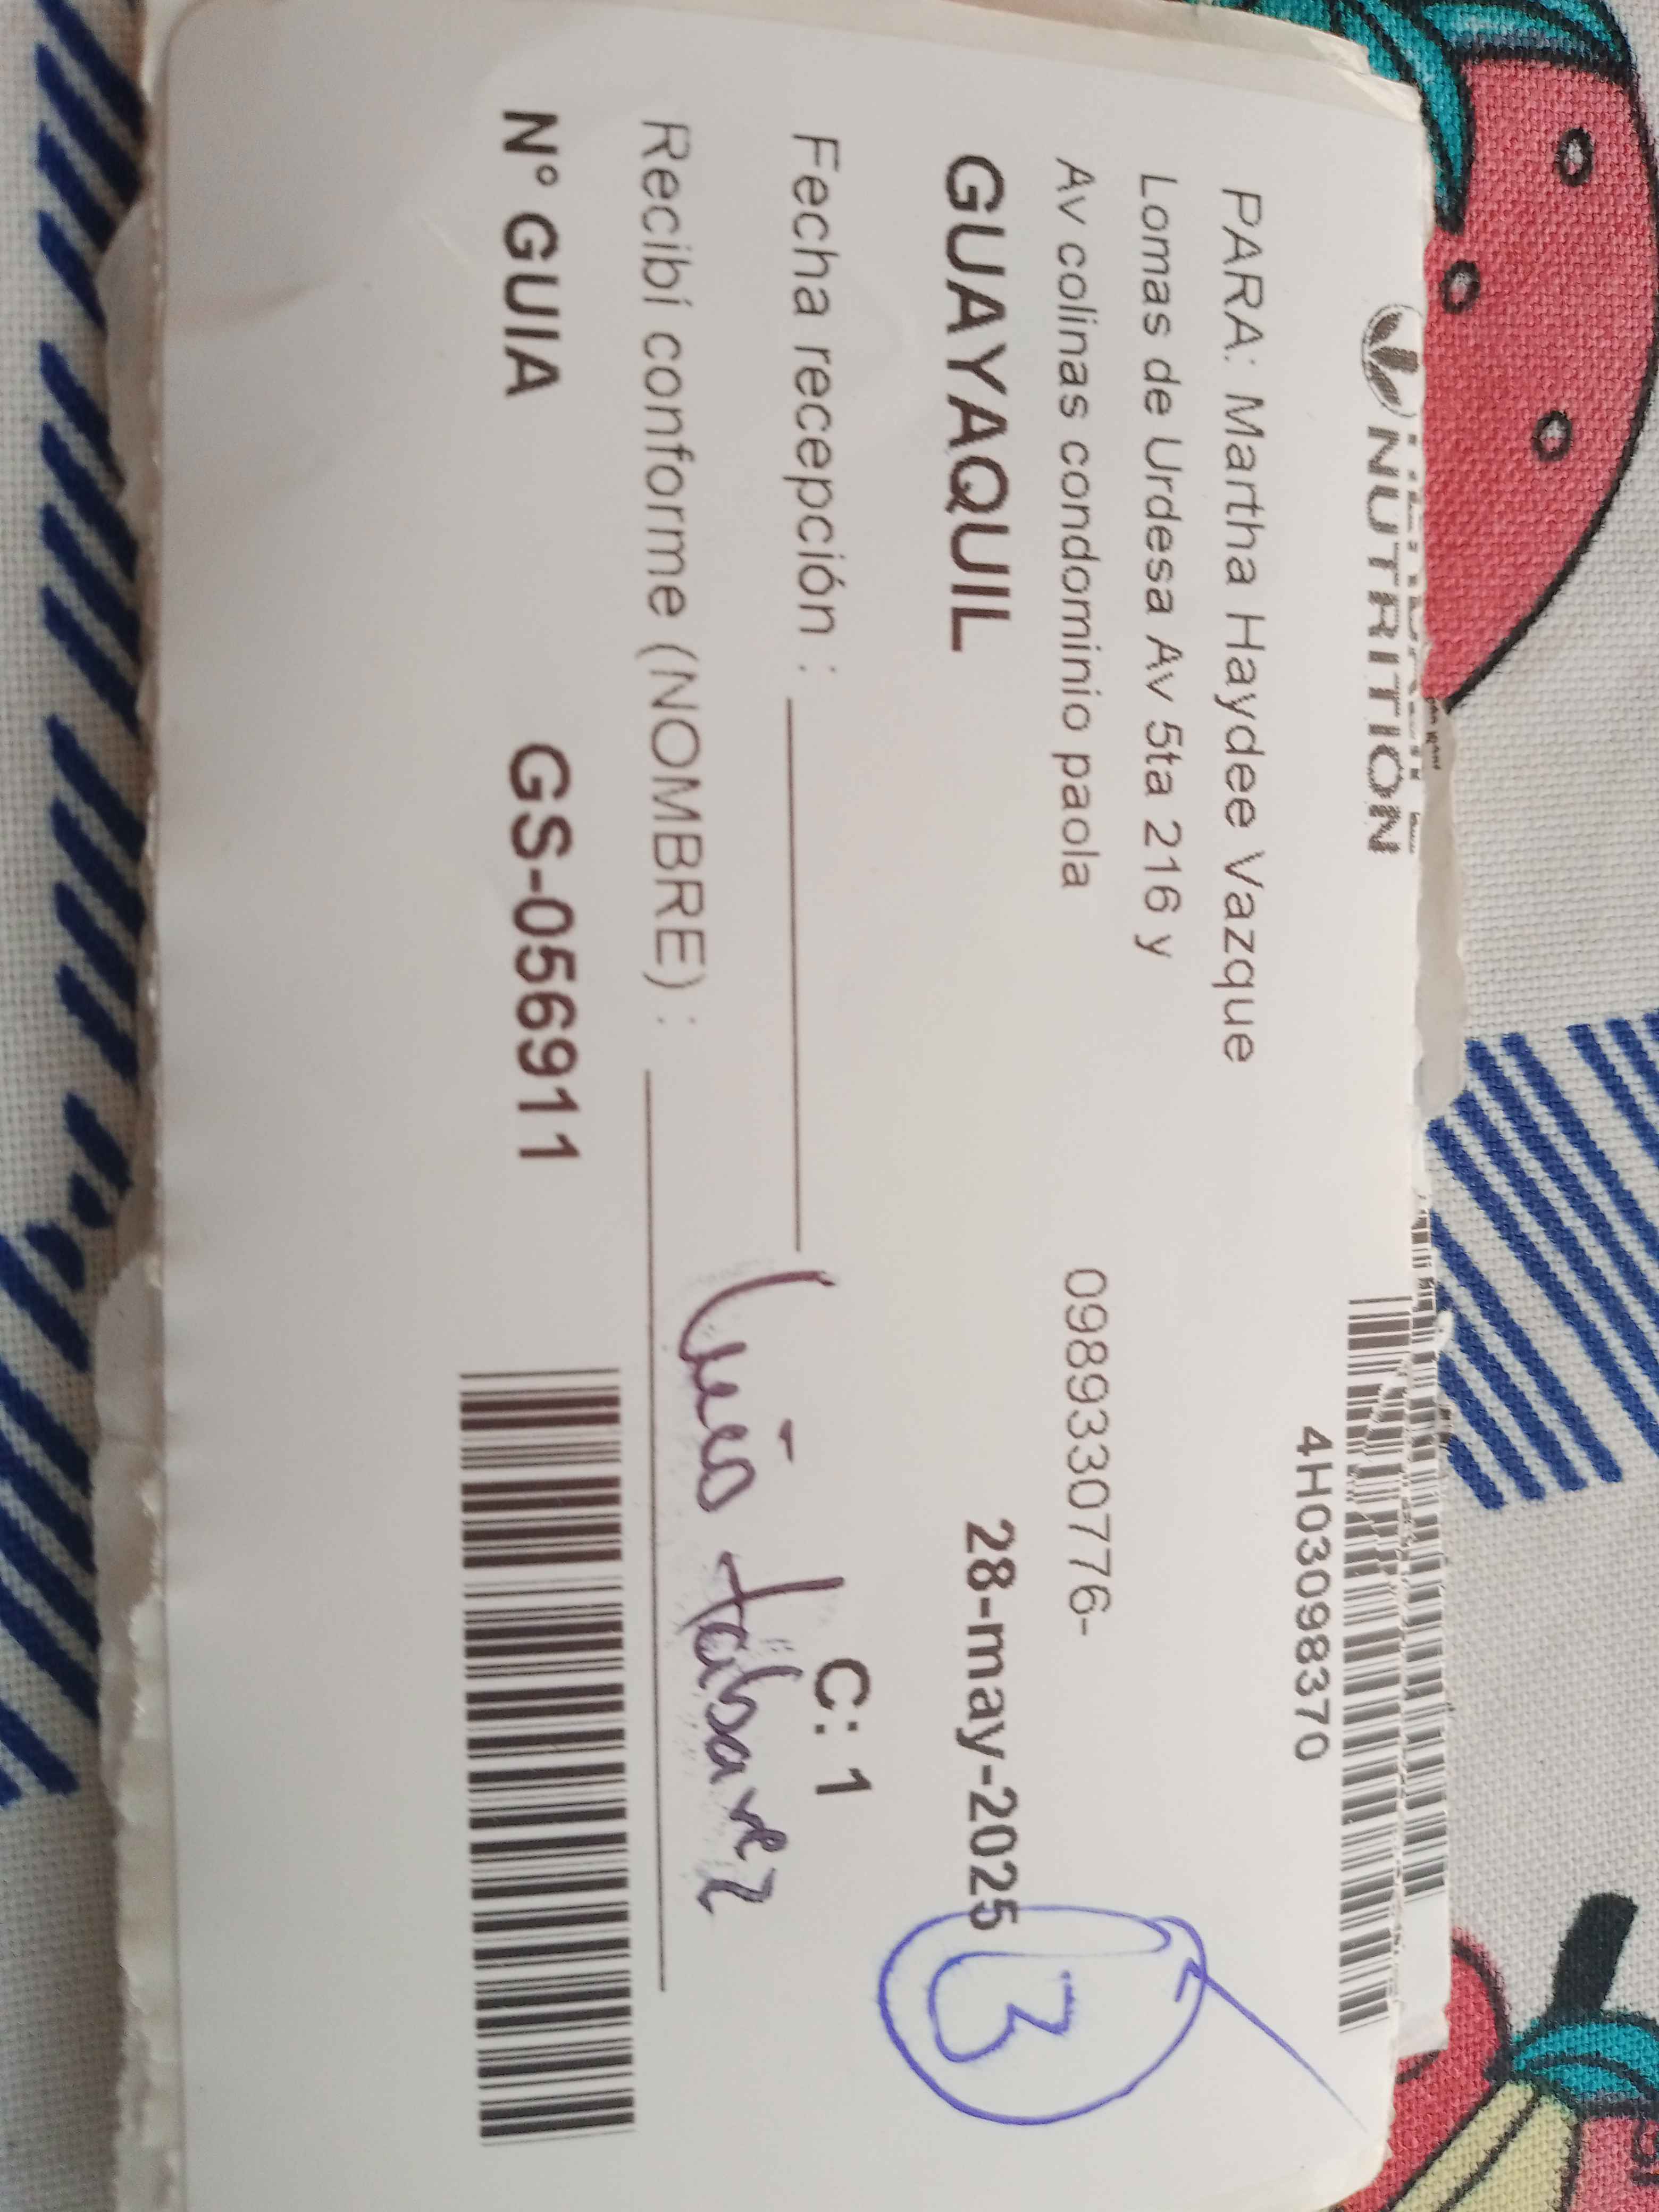 NUTRITION
4H03098370
PARA: Martha Haydee Vazque
Lomas de Urdesa Av 5ta 216 y
Av colinas condominio paola 0989330776-
GUAYAQUIL 28-may-2025
3
Fecha recepción : C: 1
Recibí conforme (NOMBRE) : tabarez
N° GUIA GS-056911